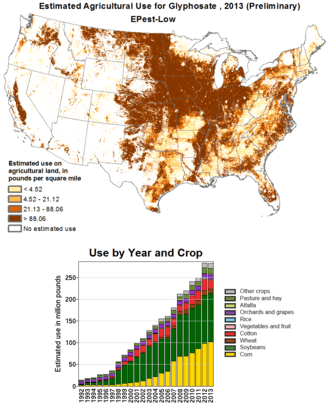 Estimated Agricultural Use for Glyphosate , 2013 (Preliminary)
EPest-Low
Estimated use on
agricultural land, in
pounds per square mile
< 4.52
4.52 - 21.12
21.13 - 88.06
> 88.06
No estimated use
Use by Year and Crop
Estimated use in million pounds
250
200
150
100
50
0
Other crops
Pasture and hay
Alfalfa
Orchards and grapes
Rice
Vegetables and fruit
Cotton
Wheat
Soybeans
Corn
1992 1993 1994 1995 1996 1997 1998 1999 2000 2001 2002 2003 2004 2005 2006 2007 2008 2009 2010 2011 2012 2013